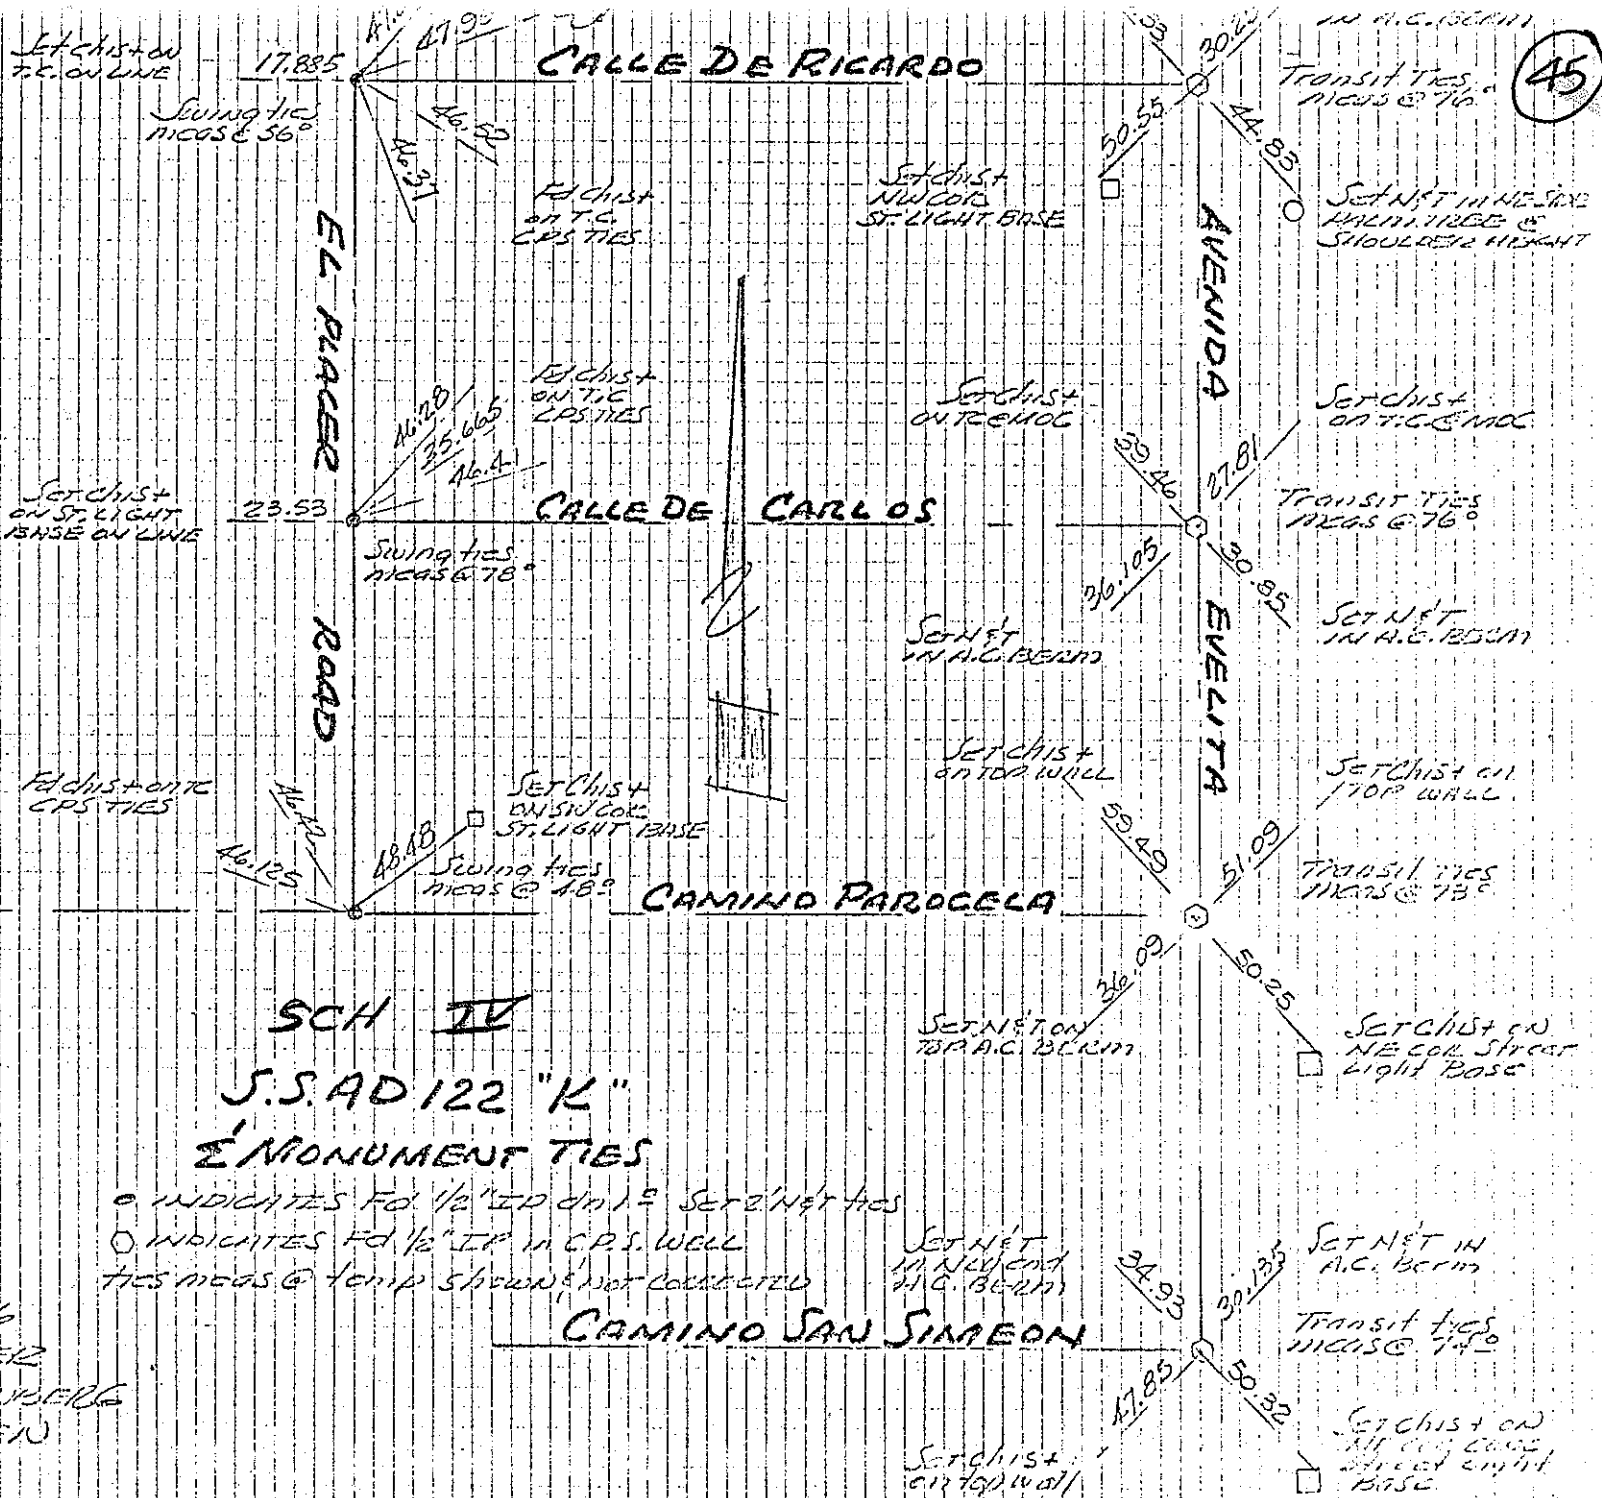 IN A.C. BERM
45
Set chis + on
T.C. ON LINE
17.885
47.9
CALLE DE RICARDO
30.2
Transit Ties
meas @ 76°
Swing ties
meas @ 56°
46.52
46.37
50.55
44.83
Fd chis +
on T.C.
CPS TIES
Set chis +
NW COR
ST. LIGHT BASE
Set N&T in NE SIDE
PALM TREE @
SHOULDER HEIGHT
EL PLACER ROAD
AVENIDA EVELITA
Fd chis +
ON T.C.
CPS TIES
46.28
35.665
46.41
Set chis +
ON TC @ MOC
Set chis +
ON T.C. @ MOC
39.46
27.81
Set chis +
ON ST. LIGHT
BASE ON LINE
23.53
CALLE DE CARLOS
Transit Ties
meas @ 76°
Swing ties
meas @ 78°
36.105
30.85
Set N&T
IN A.C. BERM
Set N&T
IN A.C. BERM
Set chis +
on TOP WALL
Set Chis + on
TOP WALL
Fd chis + on TC
CPS TIES
46.42
46.125
48.48
Set Chis +
ON SW COR
ST. LIGHT BASE
Swing ties
meas @ 48°
59.49
51.09
Transit Ties
meas @ 73°
CAMINO PAROCELA
36.09
50.25
Set N&T on
TOP A.C. BERM
Set Chis + on
NE COR Street
Light Base
SCH IV
S.S. AD 122 "K"
& MONUMENT TIES
INDICATES Fd 1/2" IP dn 1± Set 2' N&T ties
INDICATES Fd 1/2" IP in C.P.S. WELL
TIES meas @ temp shown & not corrected
Set N&T
in NW end
A.C. BERM
34.93
30.135
Set N&T IN
A.C. Berm
CAMINO SAN SIMEON
Transit ties
meas @ 74°
47.85
50.32
Set chis +
on top wall
Set Chis + on
Street Light
Base